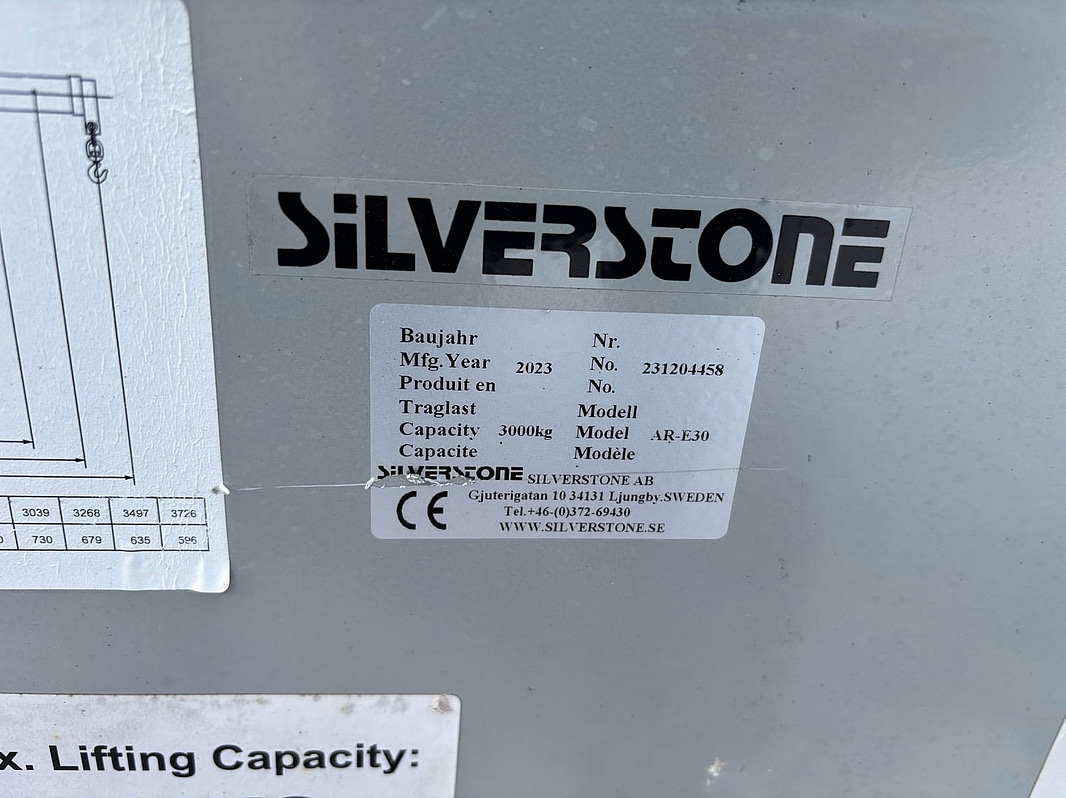 SiLVERSTONE
Baujahr Nr.
Mfg.Year 2023 No. 231204458
Produit en No.
Traglast Modell
Capacity 3000kg Model AR-E30
Capacite Modèle
SiLVERSTONE SILVERSTONE AB
CE Gjuterigatan 10 34131 Ljungby.SWEDEN
Tel.+46-(0)372-69430
WWW.SILVERSTONE.SE
3039 3268 3497 3726
730 679 635 596
x. Lifting Capacity: